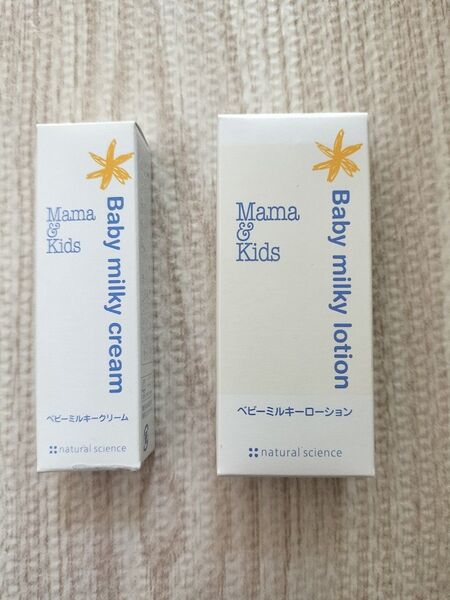 Mama
&
Kids
Baby milky cream
ベビーミルキークリーム
natural science
Mama
&
Kids
Baby milky lotion
ベビーミルキーローション
natural science